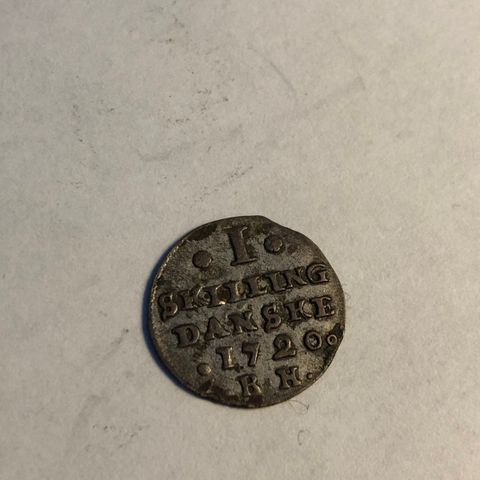 • I •
SKILLING
DANSKE
• 1720 •
B H.